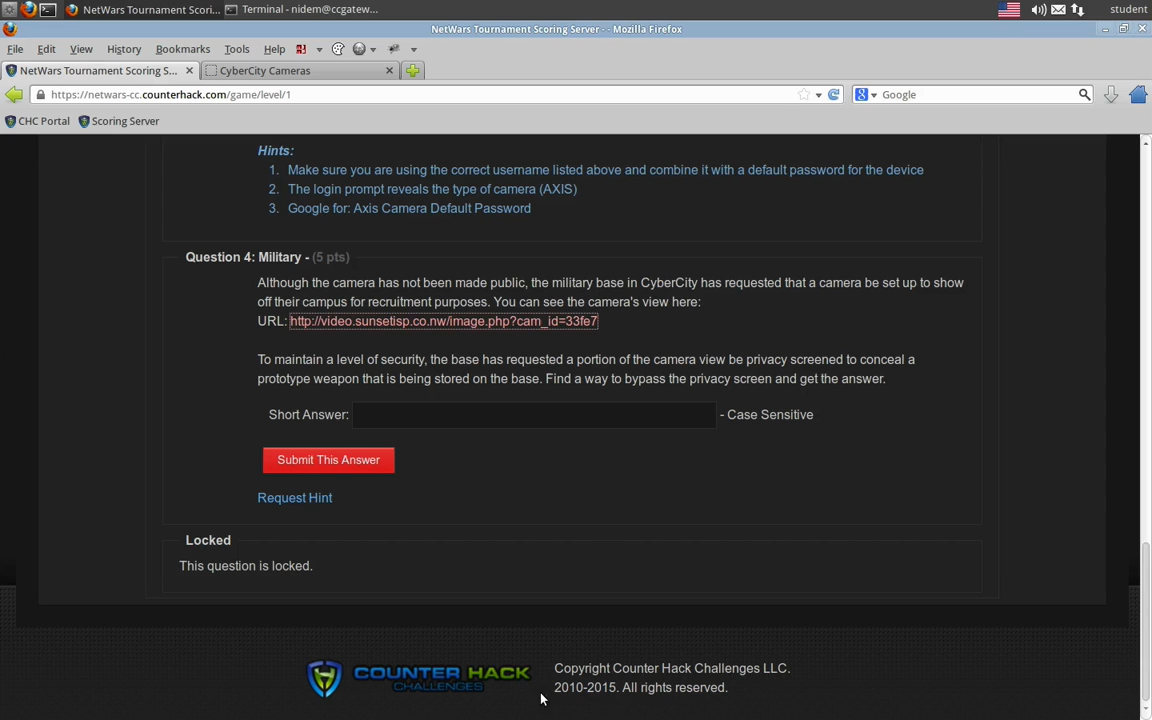 NetWars Tournament Scori... Terminal - nidem@ccgatew... student
NetWars Tournament Scoring Server - - Mozilla Firefox
File Edit View History Bookmarks Tools Help
NetWars Tournament Scoring S... CyberCity Cameras
https://netwars-cc.counterhack.com/game/level/1 Google
CHC Portal Scoring Server
Hints:
1. Make sure you are using the correct username listed above and combine it with a default password for the device
2. The login prompt reveals the type of camera (AXIS)
3. Google for: Axis Camera Default Password
Question 4: Military - (5 pts)
Although the camera has not been made public, the military base in CyberCity has requested that a camera be set up to show
off their campus for recruitment purposes. You can see the camera's view here:
URL: http://video.sunsetisp.co.nw/image.php?cam_id=33fe7
To maintain a level of security, the base has requested a portion of the camera view be privacy screened to conceal a
prototype weapon that is being stored on the base. Find a way to bypass the privacy screen and get the answer.
Short Answer: - Case Sensitive
Submit This Answer
Request Hint
Locked
This question is locked.
COUNTER HACK
CHALLENGES
Copyright Counter Hack Challenges LLC.
2010-2015. All rights reserved.